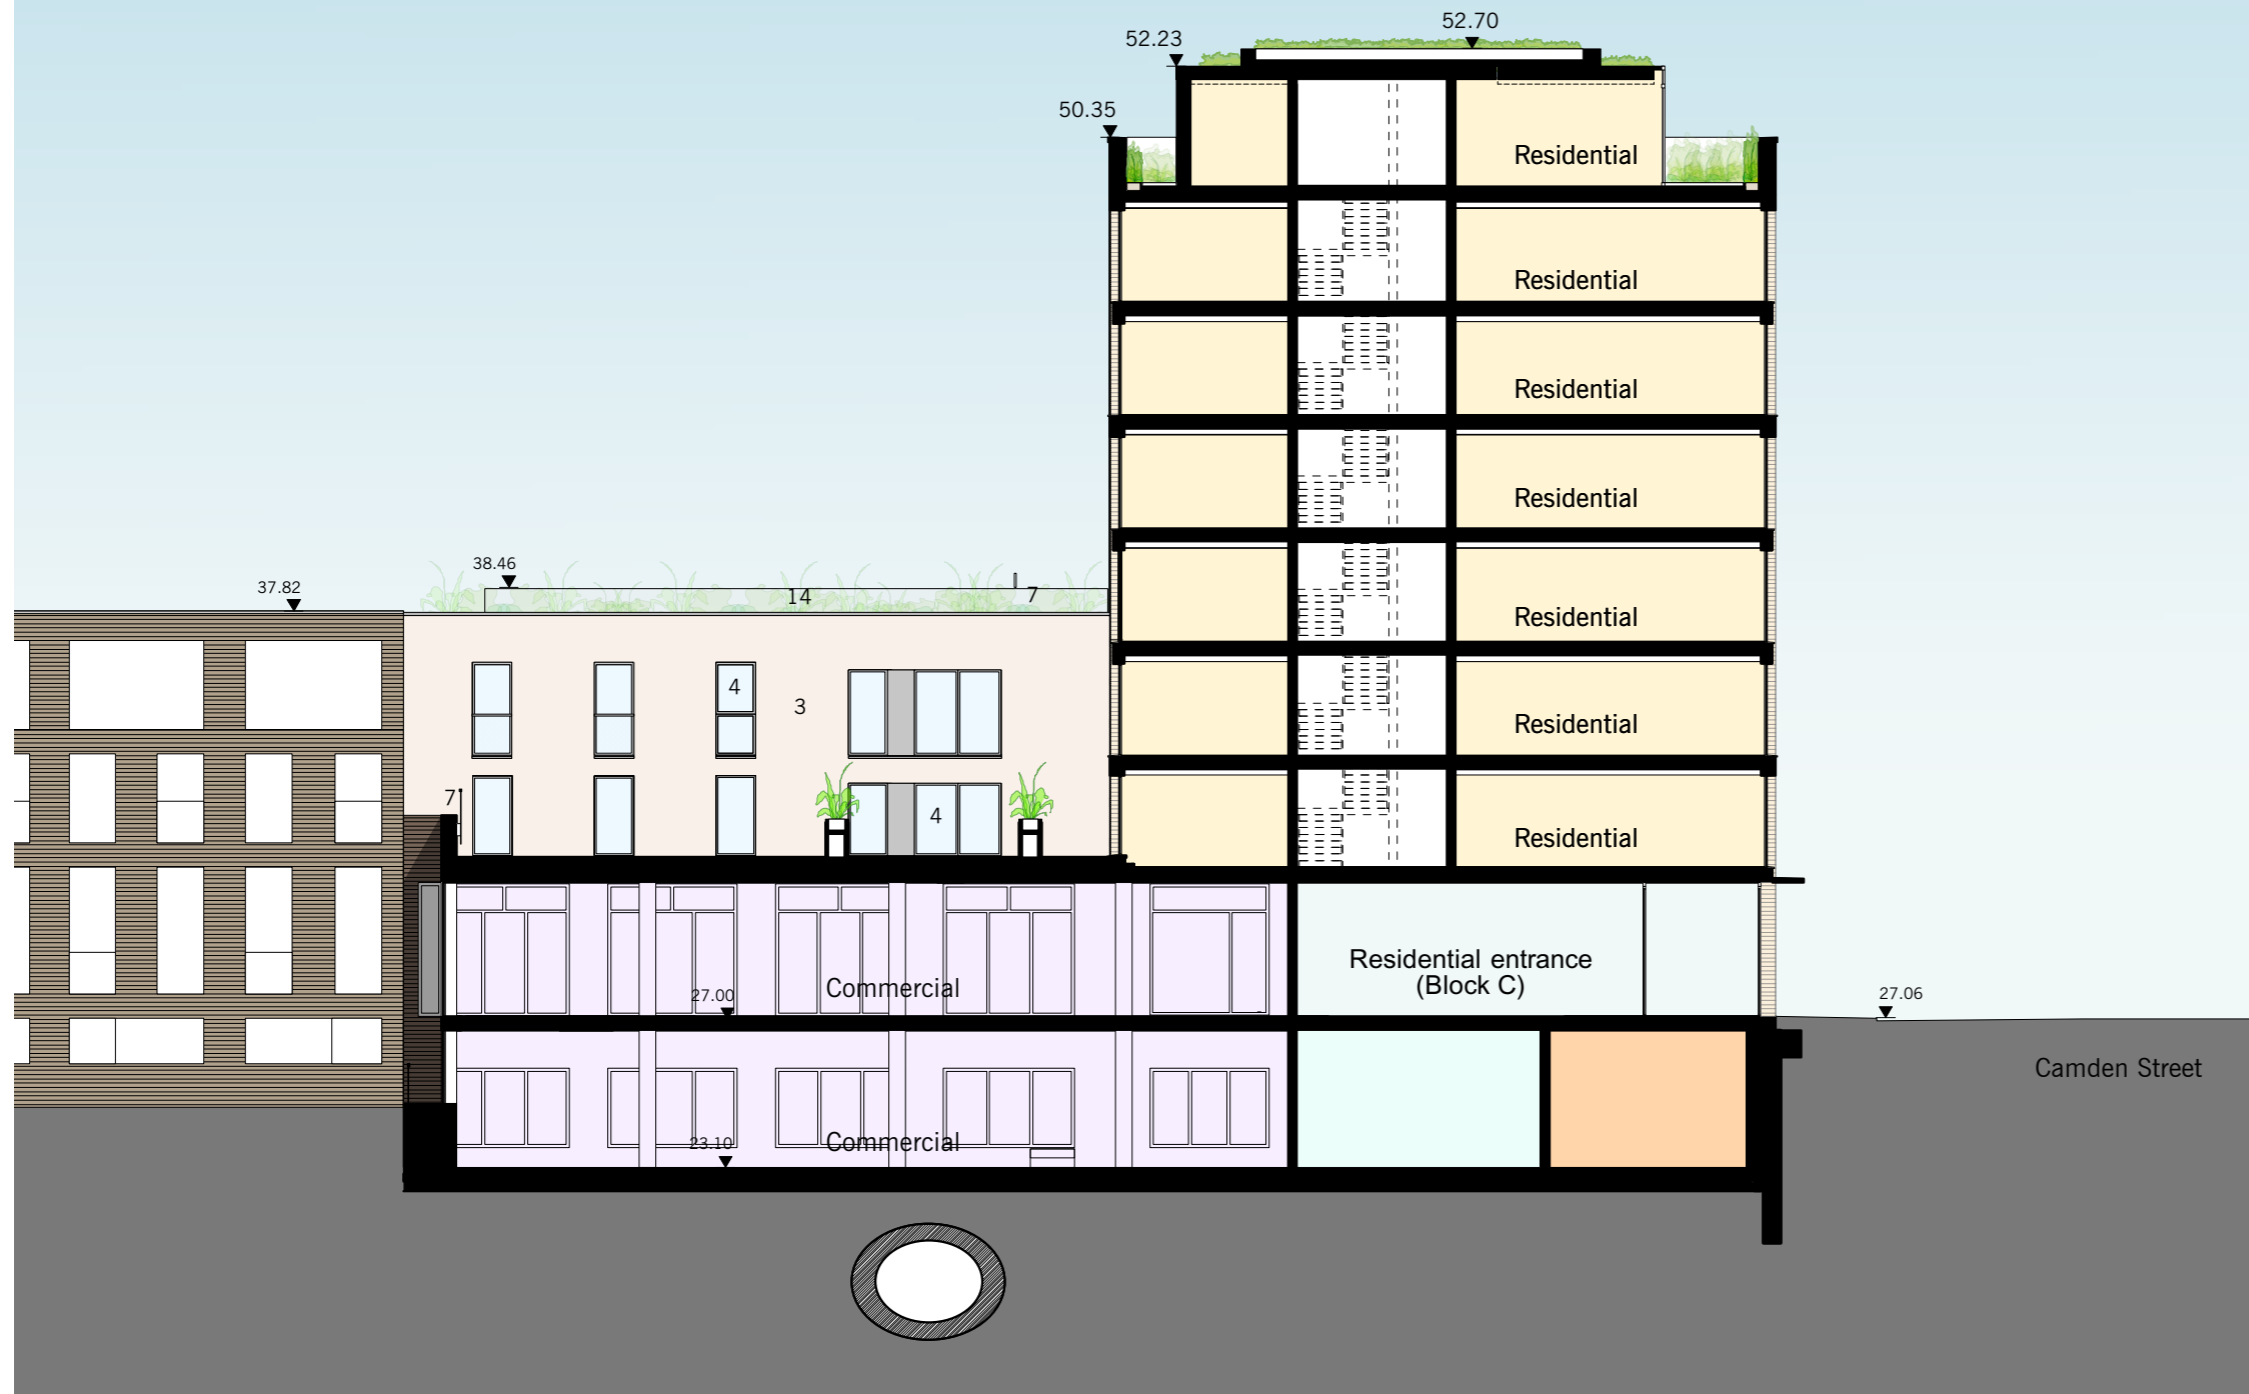 52.70
52.23
50.35
Residential
Residential
Residential
Residential
38.46
37.82
14
7
Residential
4
3
Residential
7
4
Residential
Residential entrance
(Block C)
Commercial
27.00
27.06
Camden Street
Commercial
23.10